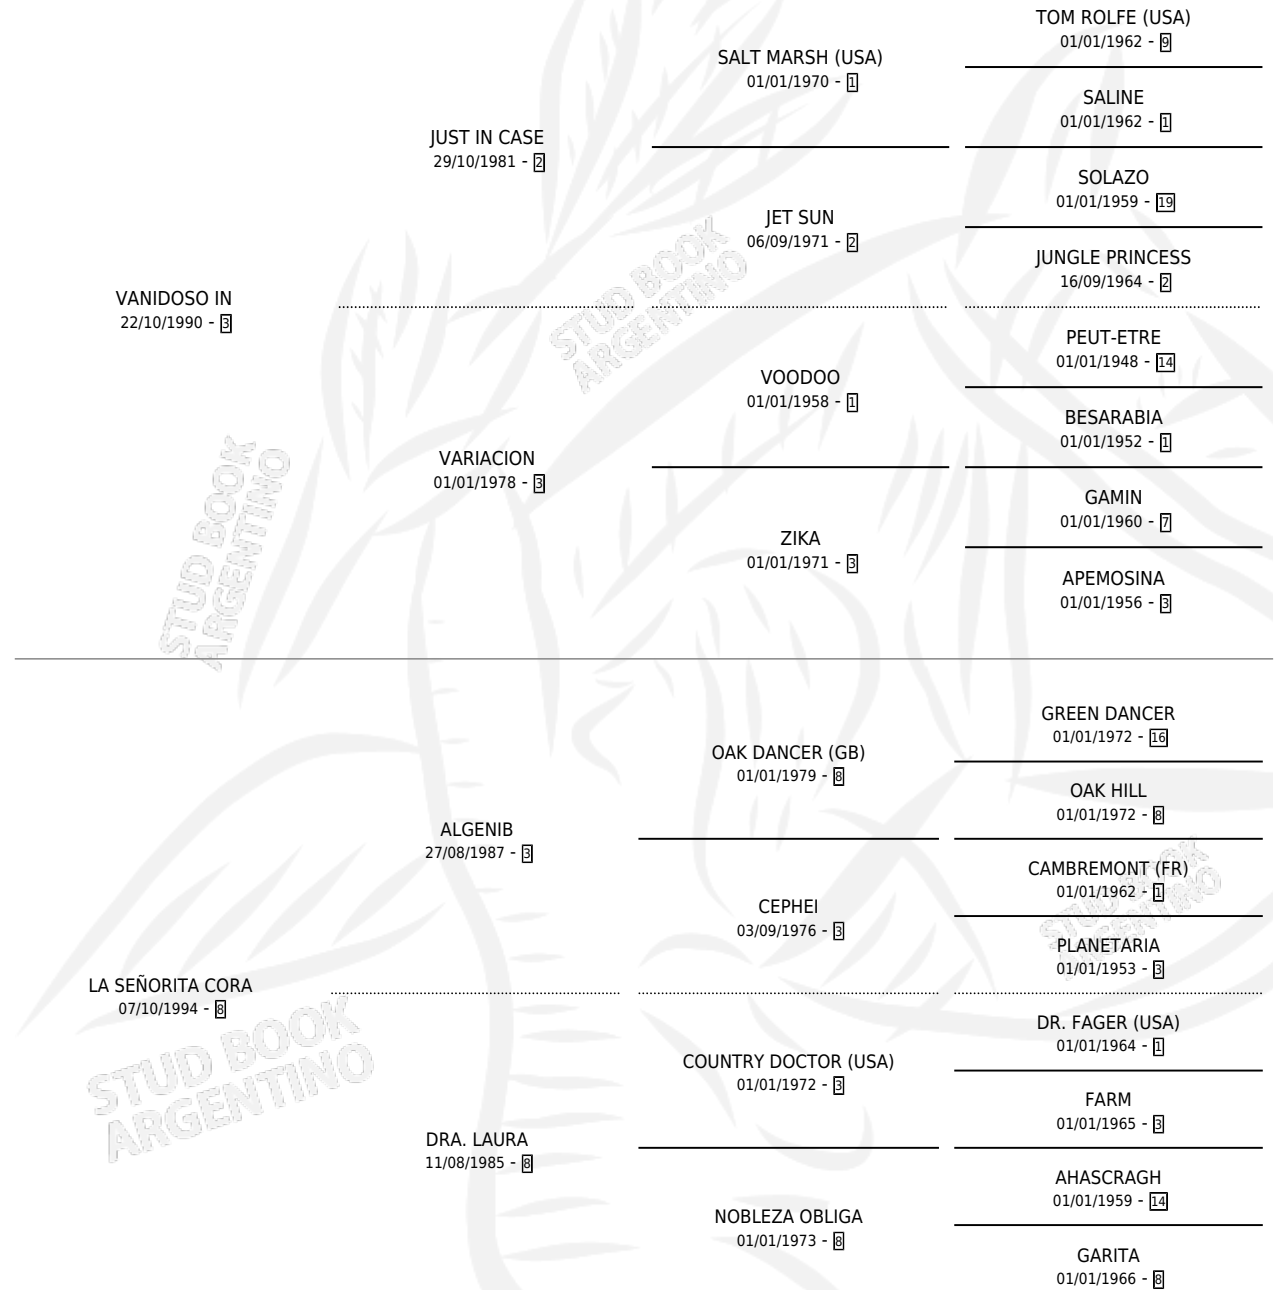 TOM ROLFE (USA)
01/01/1962 - 9
SALT MARSH (USA)
01/01/1970 - 1
SALINE
01/01/1962 - 1
JUST IN CASE
29/10/1981 - 2
SOLAZO
01/01/1959 - 19
JET SUN
06/09/1971 - 2
JUNGLE PRINCESS
16/09/1964 - 2
VANIDOSO IN
22/10/1990 - 3
PEUT-ETRE
01/01/1948 - 14
VOODOO
01/01/1958 - 1
BESARABIA
01/01/1952 - 1
VARIACION
01/01/1978 - 3
GAMIN
01/01/1960 - 7
ZIKA
01/01/1971 - 3
APEMOSINA
01/01/1956 - 3
STUD BOOK
ARGENTINO
STUD BOOK
ARGENTINO
GREEN DANCER
01/01/1972 - 16
OAK DANCER (GB)
01/01/1979 - 8
OAK HILL
01/01/1972 - 8
ALGENIB
27/08/1987 - 3
CAMBREMONT (FR)
01/01/1962 - 1
CEPHEI
03/09/1976 - 3
PLANETARIA
01/01/1953 - 3
LA SEÑORITA CORA
07/10/1994 - 8
DR. FAGER (USA)
01/01/1964 - 1
COUNTRY DOCTOR (USA)
01/01/1972 - 3
FARM
01/01/1965 - 3
DRA. LAURA
11/08/1985 - 8
AHASCRAGH
01/01/1959 - 14
NOBLEZA OBLIGA
01/01/1973 - 8
GARITA
01/01/1966 - 8
STUD BOOK
ARGENTINO
STUD BOOK
ARGENTINO